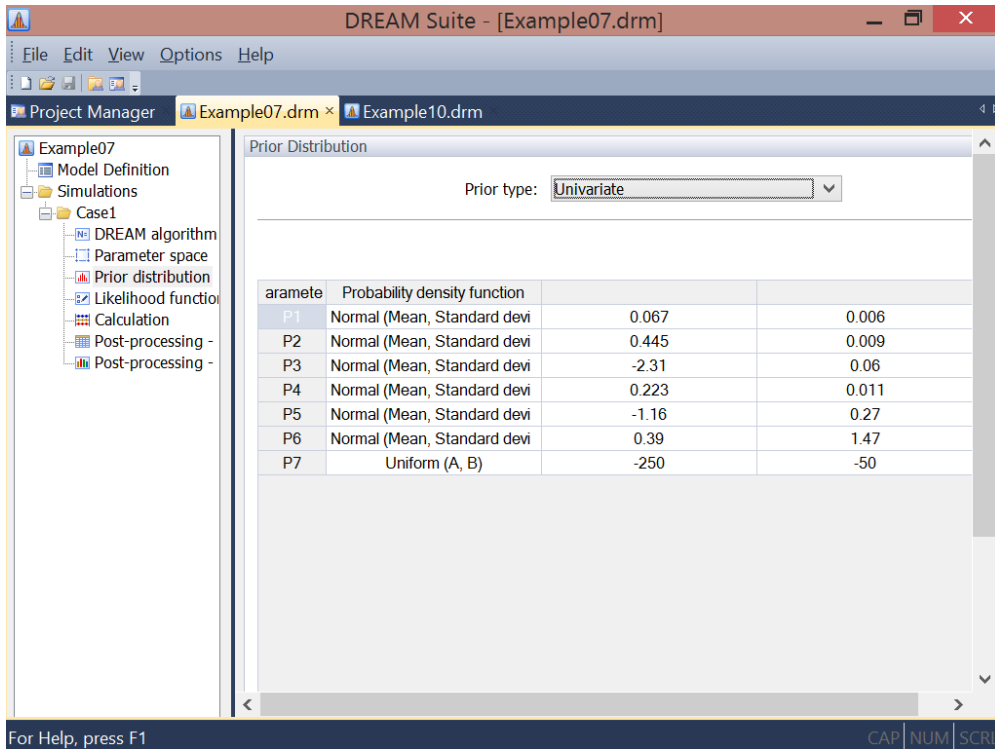 DREAM Suite - [Example07.drm]
File Edit View Options Help
Project Manager Example07.drm × Example10.drm
Example07
Model Definition
Simulations
Case1
DREAM algorithm
Parameter space
Prior distribution
Likelihood function
Calculation
Post-processing -
Post-processing -
Prior Distribution
Prior type: Univariate
aramete Probability density function
P1 Normal (Mean, Standard devi 0.067 0.006
P2 Normal (Mean, Standard devi 0.445 0.009
P3 Normal (Mean, Standard devi -2.31 0.06
P4 Normal (Mean, Standard devi 0.223 0.011
P5 Normal (Mean, Standard devi -1.16 0.27
P6 Normal (Mean, Standard devi 0.39 1.47
P7 Uniform (A, B) -250 -50
For Help, press F1 CAP NUM SCRL